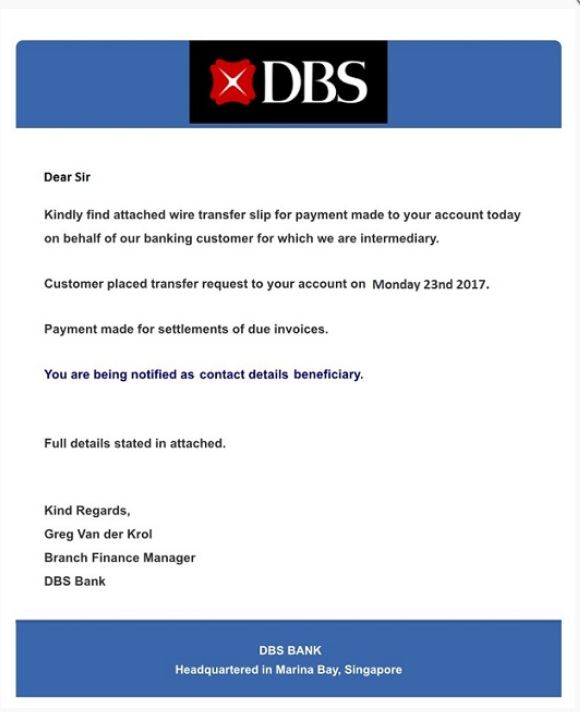 DBS
Dear Sir
Kindly find attached wire transfer slip for payment made to your account today
on behalf of our banking customer for which we are intermediary.
Customer placed transfer request to your account on Monday 23nd 2017.
Payment made for settlements of due invoices.
You are being notified as contact details beneficiary.
Full details stated in attached.
Kind Regards,
Greg Van der Krol
Branch Finance Manager
DBS Bank
DBS BANK
Headquartered in Marina Bay, Singapore